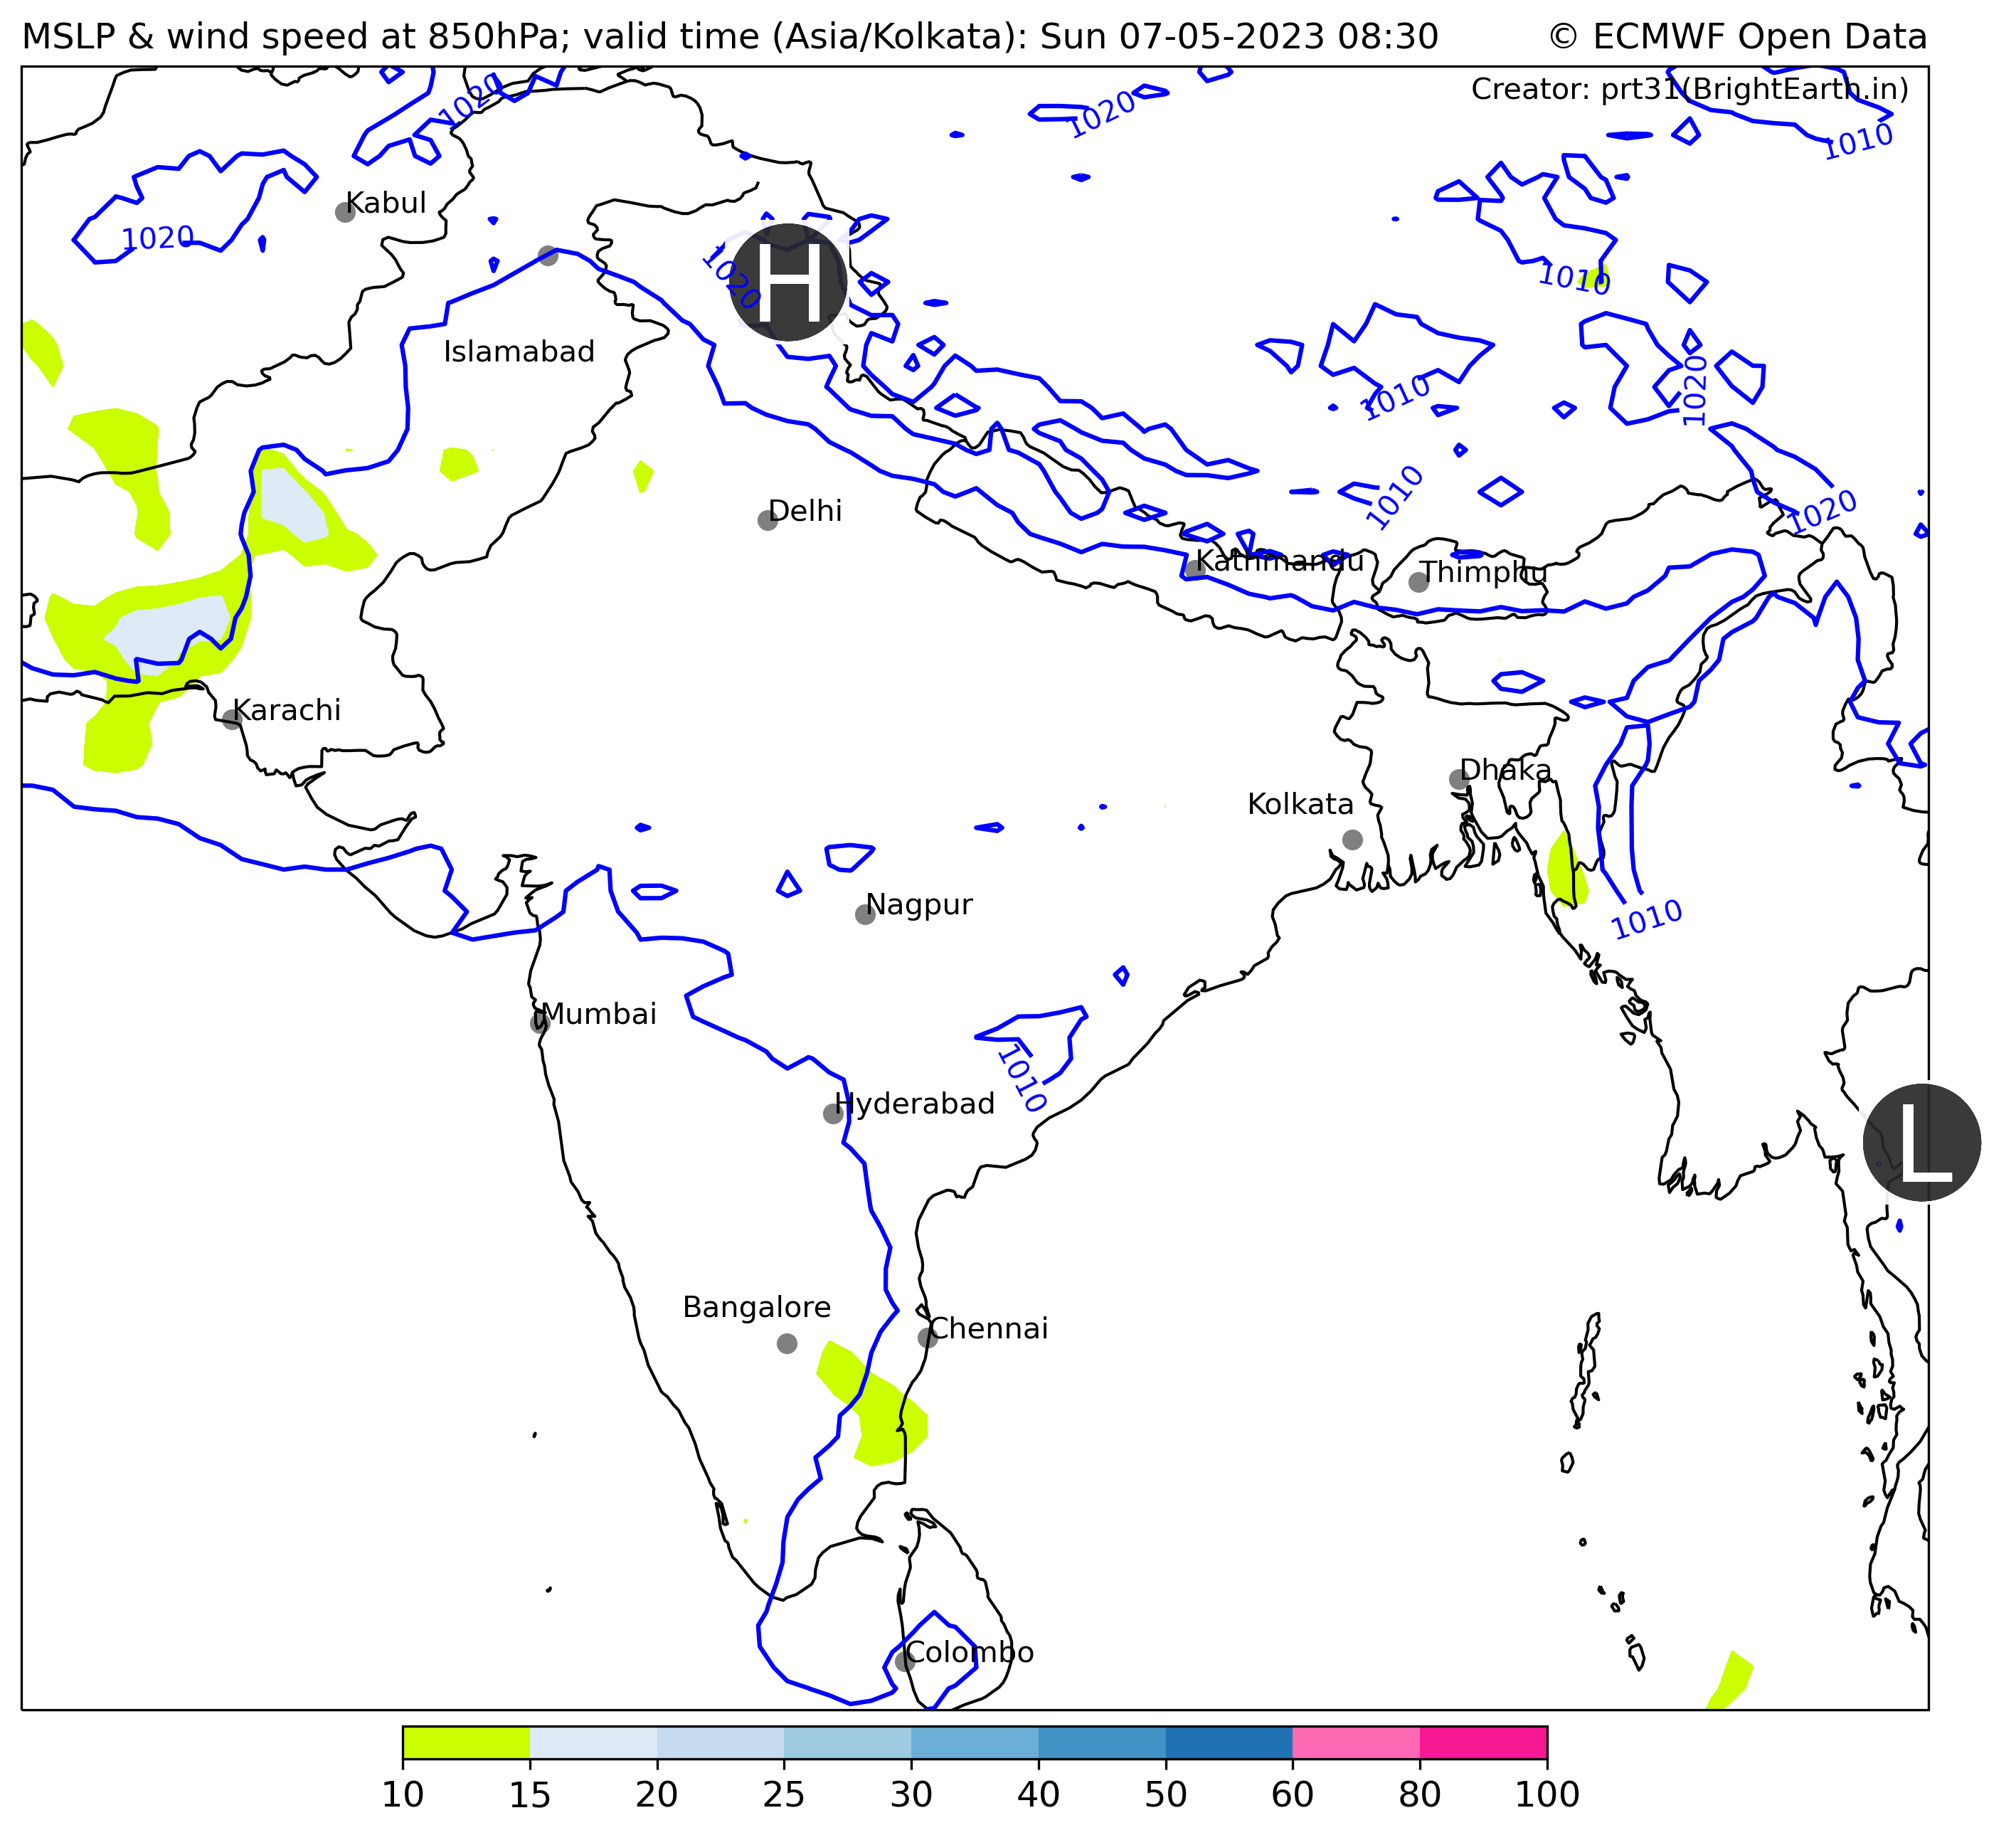 MSLP & wind speed at 850hPa; valid time (Asia/Kolkata): Sun 07-05-2023 08:30
© ECMWF Open Data
Creator: prt31(BrightEarth.in)
1020
1020
1010
Kabul
1020
H
1020
1010
Islamabad
1020
1010
Delhi
1010
1020
Kathmandu
Thimphu
Karachi
Dhaka
Kolkata
Nagpur
1010
Mumbai
1010
Hyderabad
L
Bangalore
Chennai
Colombo
10 15 20 25 30 40 50 60 80 100